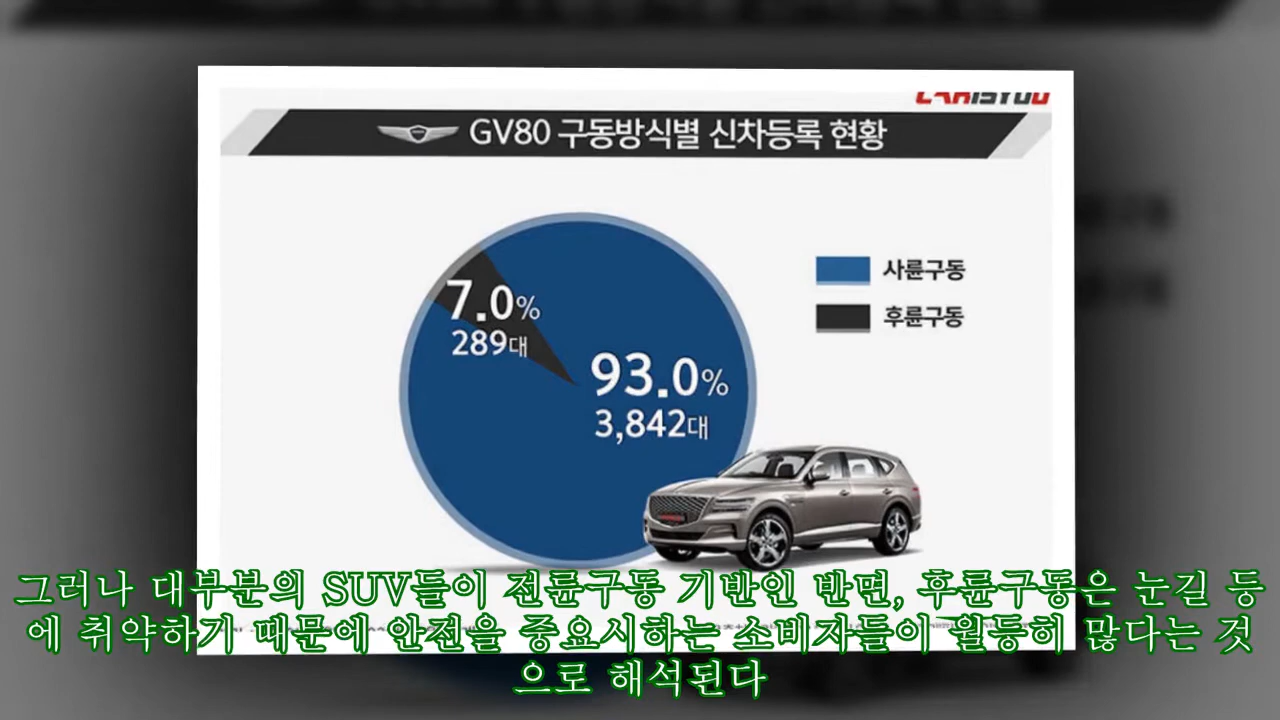 CARISYOU
GV80 구동방식별 신차등록 현황
사륜구동
후륜구동
7.0%
289대
93.0%
3,842대
그러나 대부분의 SUV들이 전륜구동 기반인 반면, 후륜구동은 눈길 등
에 취약하기 때문에 안전을 중요시하는 소비자들이 월등히 많다는 것
으로 해석된다